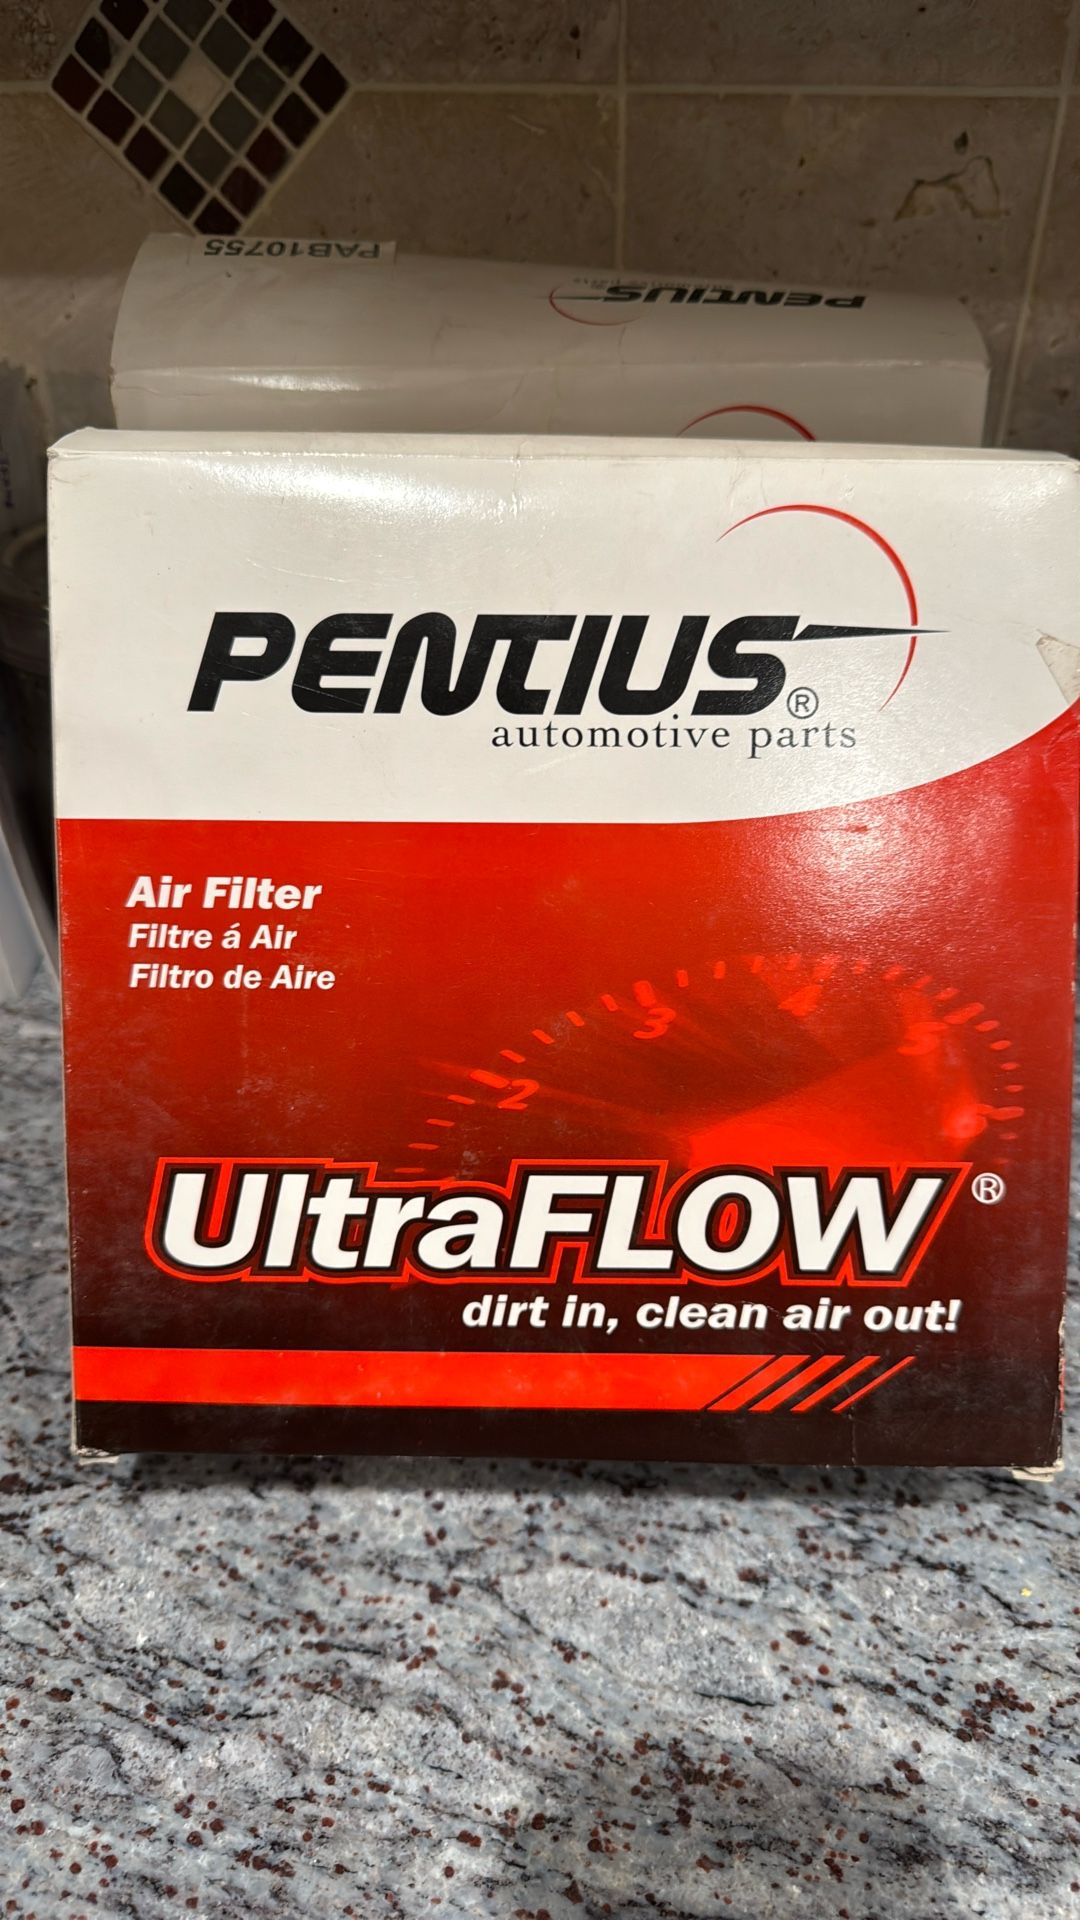 PAB10755
PENTIUS
PENTIUS®
automotive parts
Air Filter
Filtre á Air
Filtro de Aire
2 3 4 5
UltraFLOW®
dirt in, clean air out!